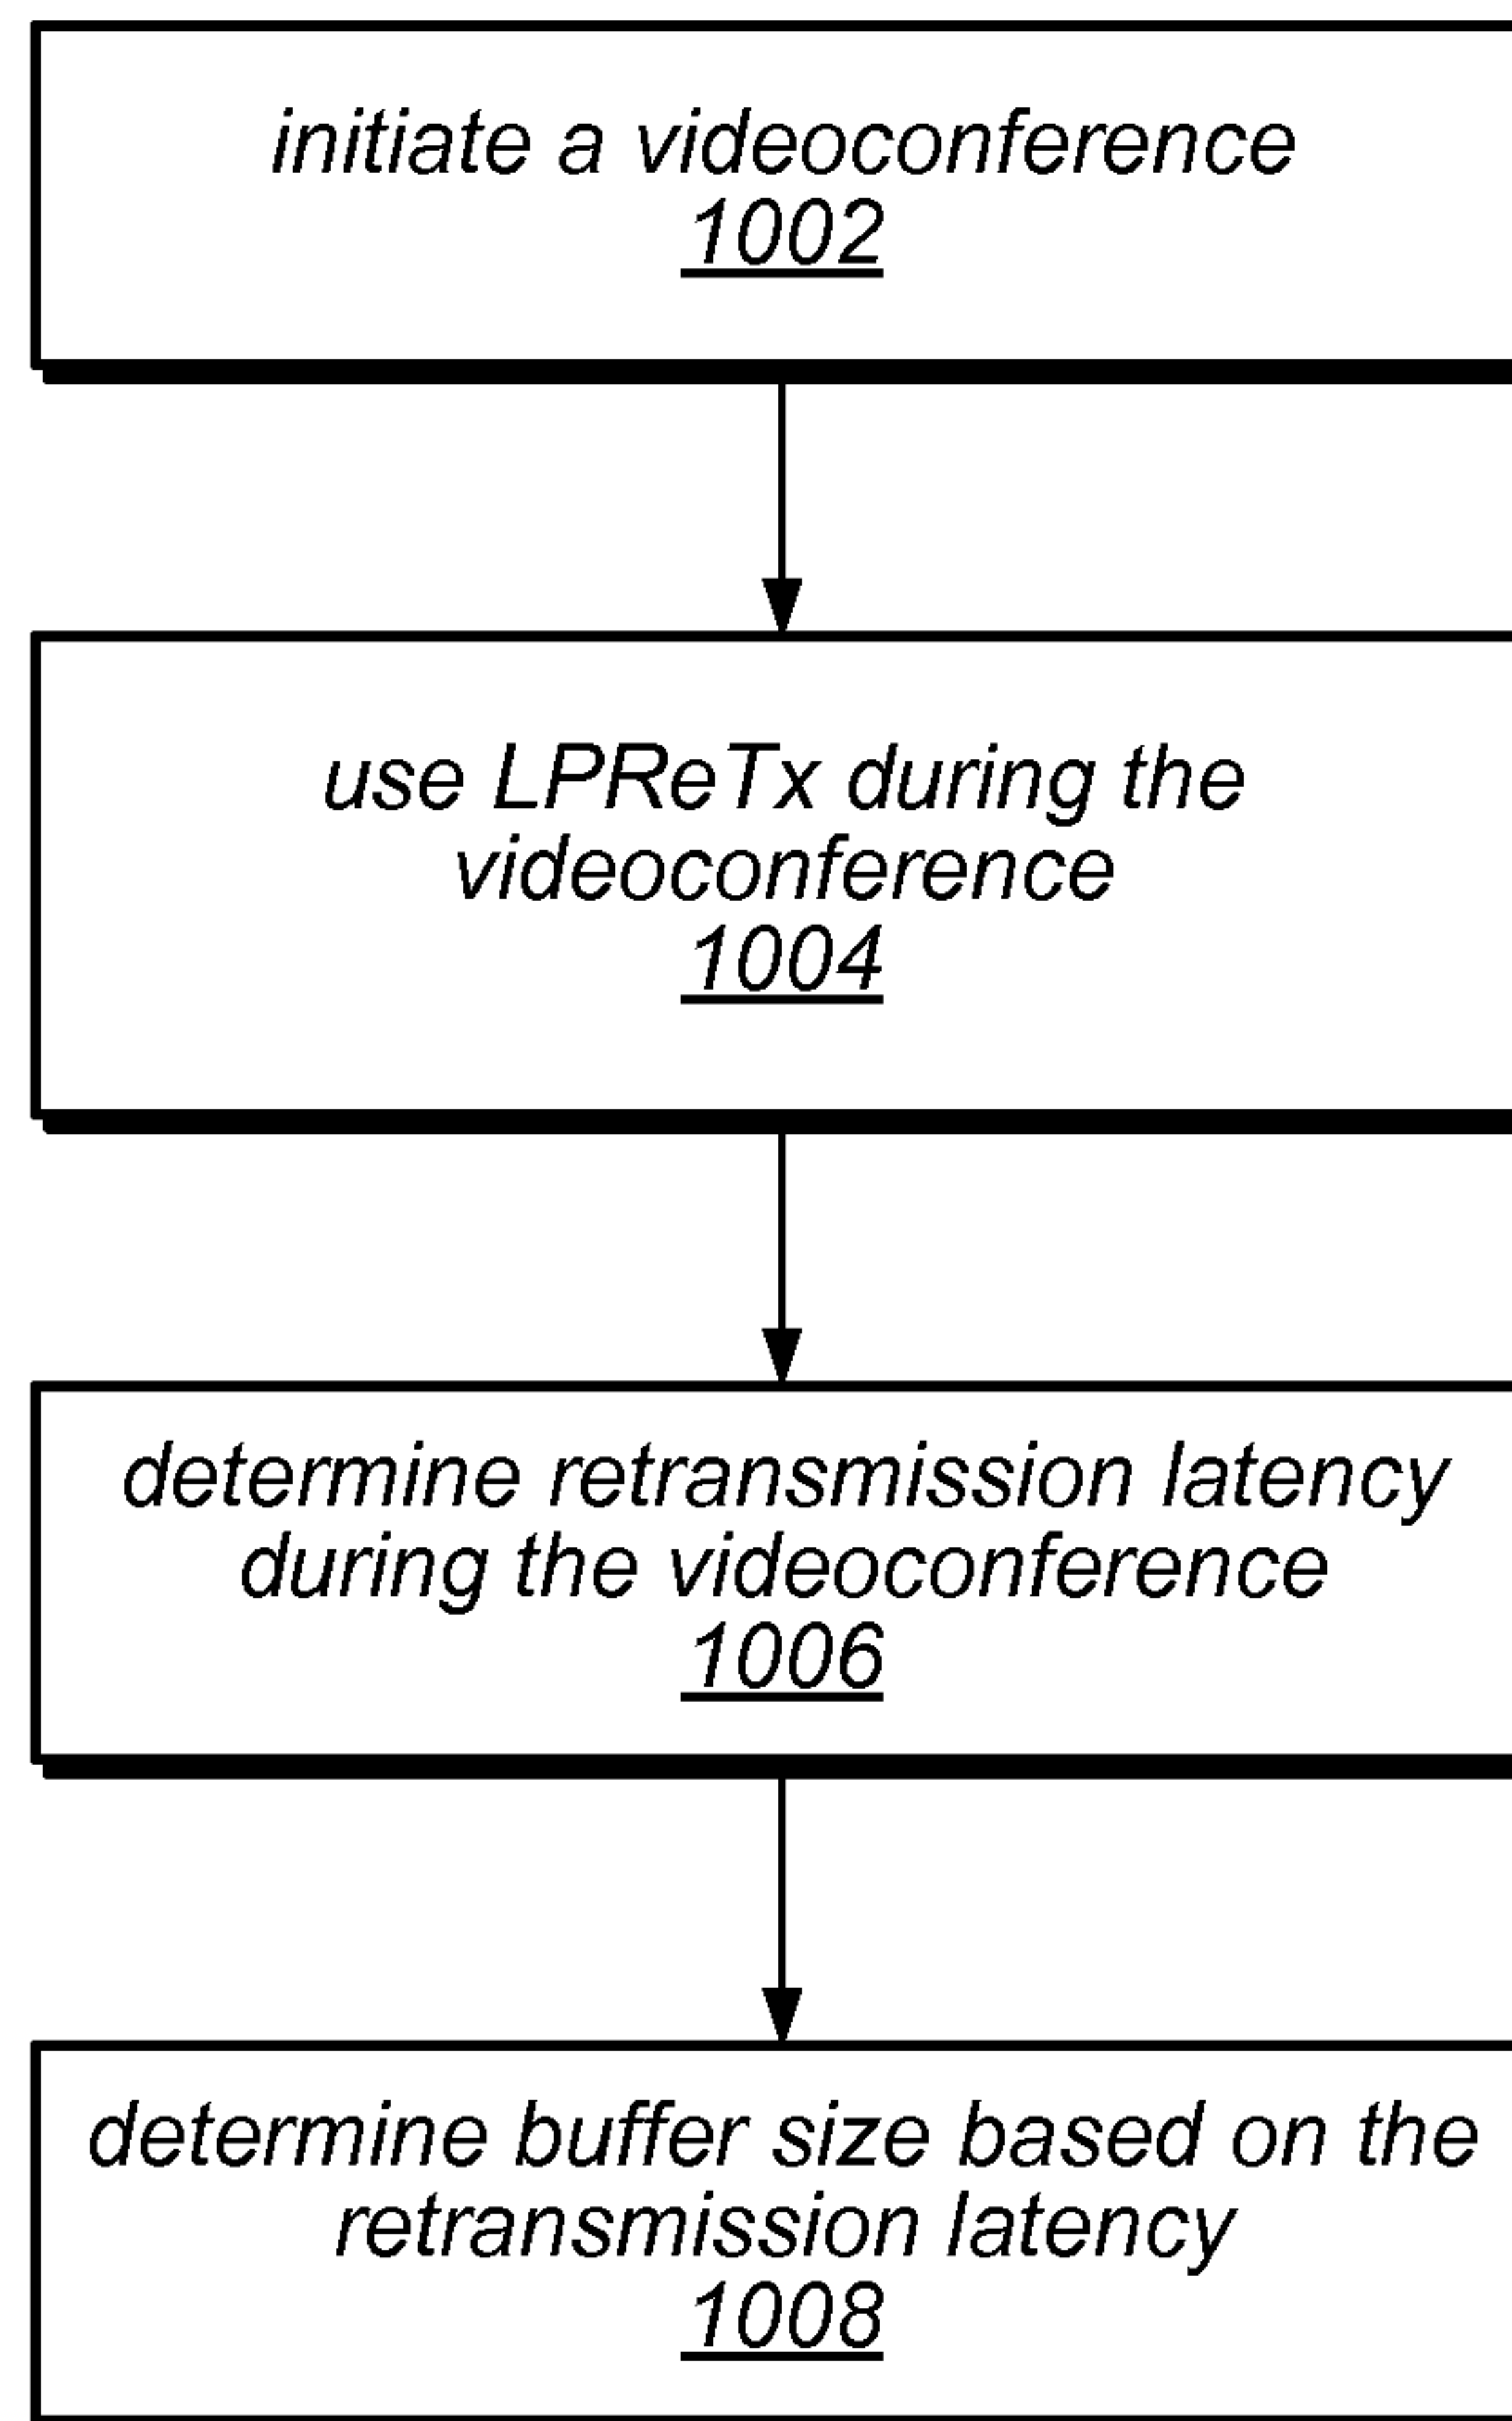 initiate a videoconference
1002
use LPReTx during the
videoconference
1004
determine retransmission latency
during the videoconference
1006
determine buffer size based on the
retransmission latency
1008